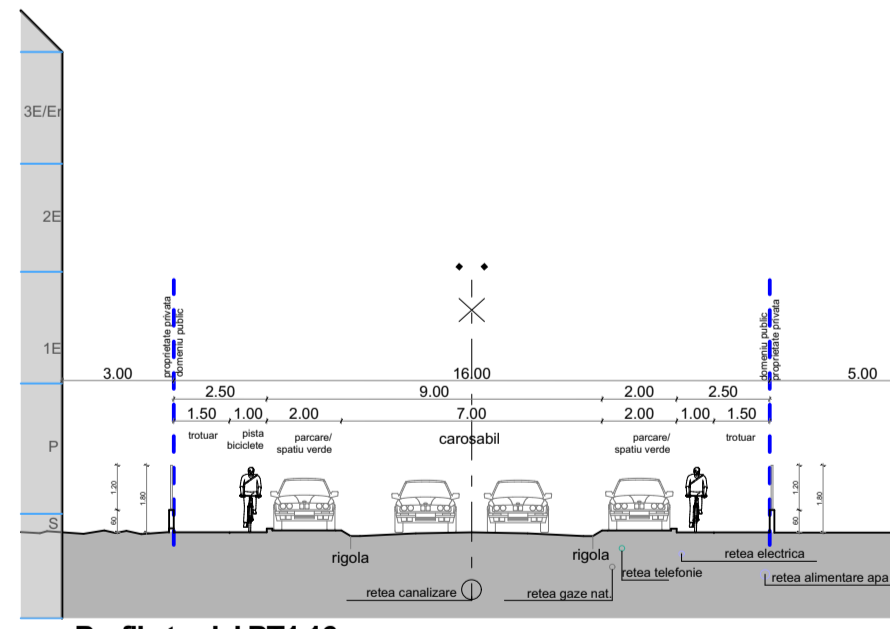 3E/Er
2E
1E
P
S
proprietate privata
domeniu public
domeniu public
proprietate privata
3.00
16.00
5.00
2.50
9.00
2.00
2.50
1.50
1.00
2.00
7.00
2.00
1.00
1.50
trotuar
pista
biciclete
parcare/
spatiu verde
carosabil
parcare/
spatiu verde
trotuar
1.20
60
1.80
1.20
60
1.80
rigola
rigola
retea electrica
retea telefonie
retea alimentare apa
retea canalizare
retea gaze nat.